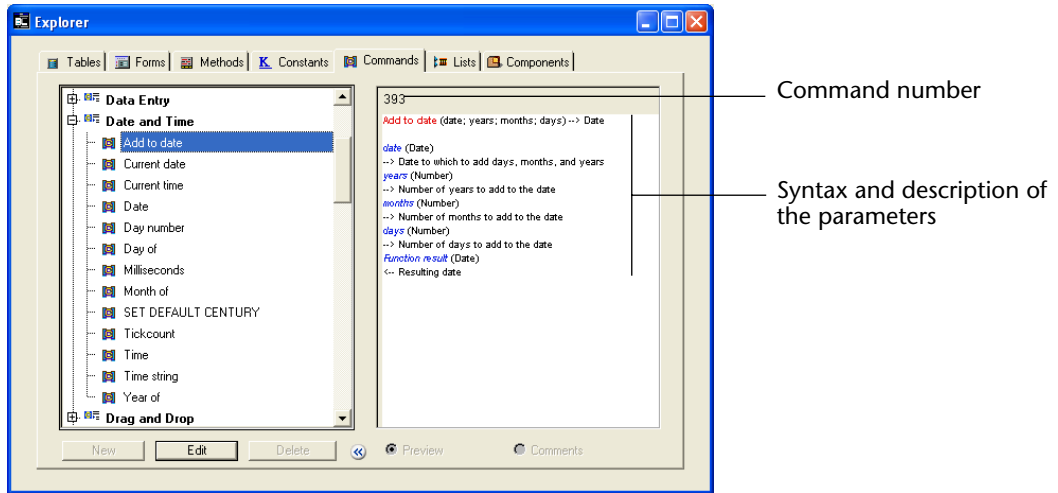 Explorer
Tables Forms Methods K Constants Commands Lists Components
Data Entry
Date and Time
Add to date
Current date
Current time
Date
Day number
Day of
Milliseconds
Month of
SET DEFAULT CENTURY
Tickcount
Time
Time string
Year of
Drag and Drop
393
Add to date (date; years; months; days) --> Date
date (Date)
--> Date to which to add days, months, and years
years (Number)
--> Number of years to add to the date
months (Number)
--> Number of months to add to the date
days (Number)
--> Number of days to add to the date
Function result (Date)
<-- Resulting date
New Edit Delete Preview Comments
Command number
Syntax and description of
the parameters